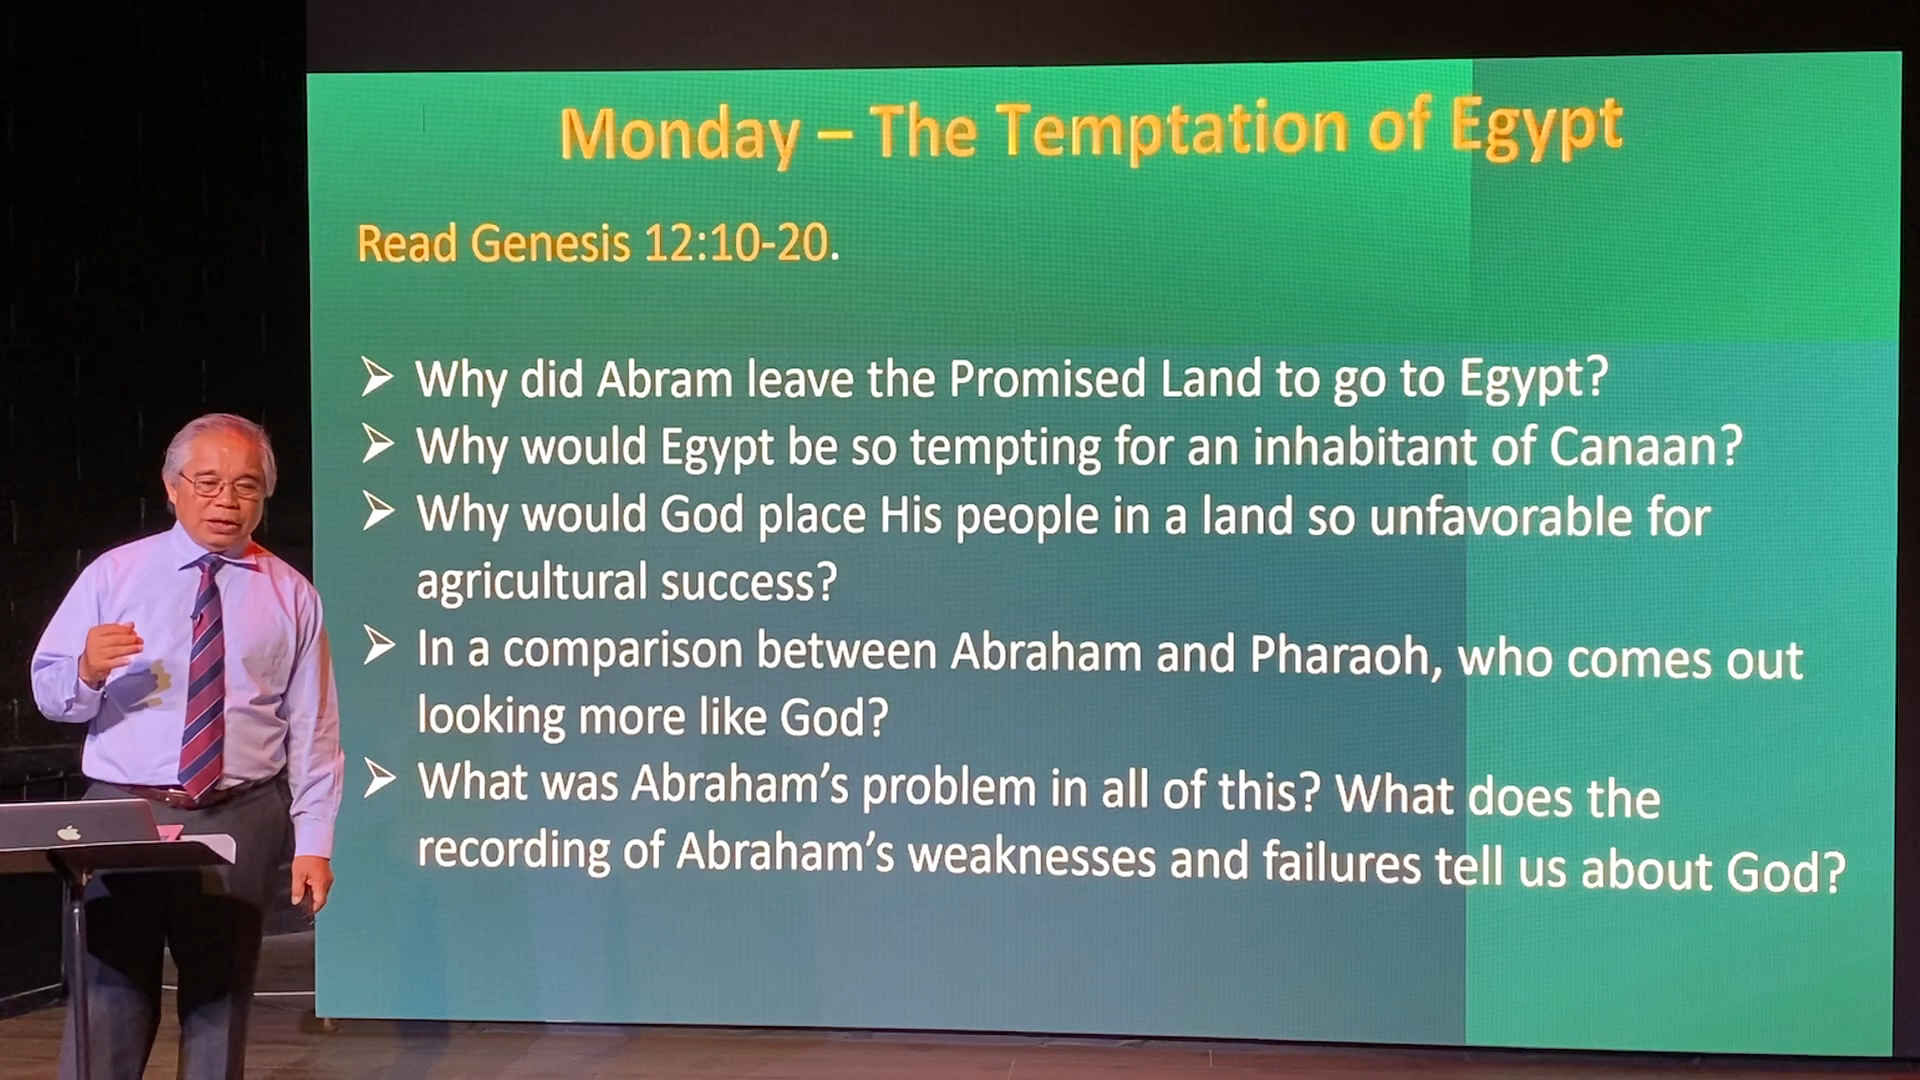 Monday – The Temptation of Egypt
Read Genesis 12:10-20.
Why did Abram leave the Promised Land to go to Egypt?
Why would Egypt be so tempting for an inhabitant of Canaan?
Why would God place His people in a land so unfavorable for
agricultural success?
In a comparison between Abraham and Pharaoh, who comes out
looking more like God?
What was Abraham’s problem in all of this? What does the
recording of Abraham’s weaknesses and failures tell us about God?